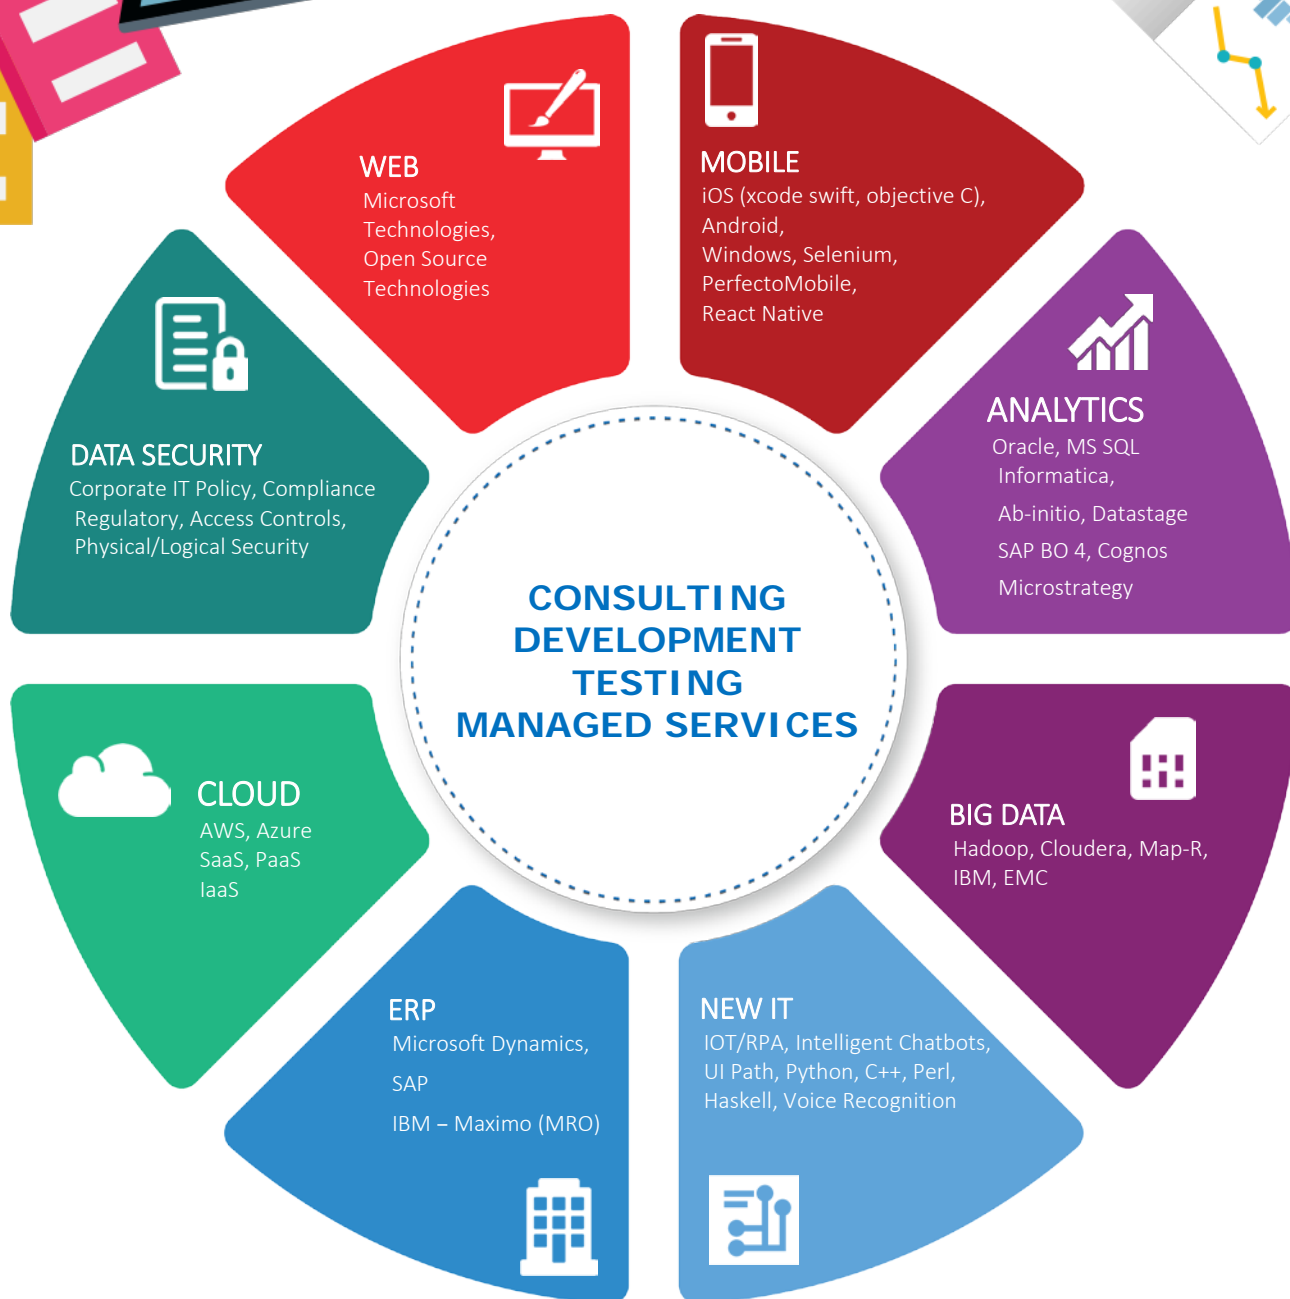 WEB
Microsoft
Technologies,
Open Source
Technologies
MOBILE
iOS (xcode swift, objective C),
Android,
Windows, Selenium,
PerfectoMobile,
React Native
ANALYTICS
Oracle, MS SQL
Informatica,
Ab-initio, Datastage
SAP BO 4, Cognos
Microstrategy
DATA SECURITY
Corporate IT Policy, Compliance
Regulatory, Access Controls,
Physical/Logical Security
CONSULTING
DEVELOPMENT
TESTING
MANAGED SERVICES
CLOUD
AWS, Azure
SaaS, PaaS
IaaS
BIG DATA
Hadoop, Cloudera, Map-R,
IBM, EMC
ERP
Microsoft Dynamics,
SAP
IBM – Maximo (MRO)
NEW IT
IOT/RPA, Intelligent Chatbots,
UI Path, Python, C++, Perl,
Haskell, Voice Recognition